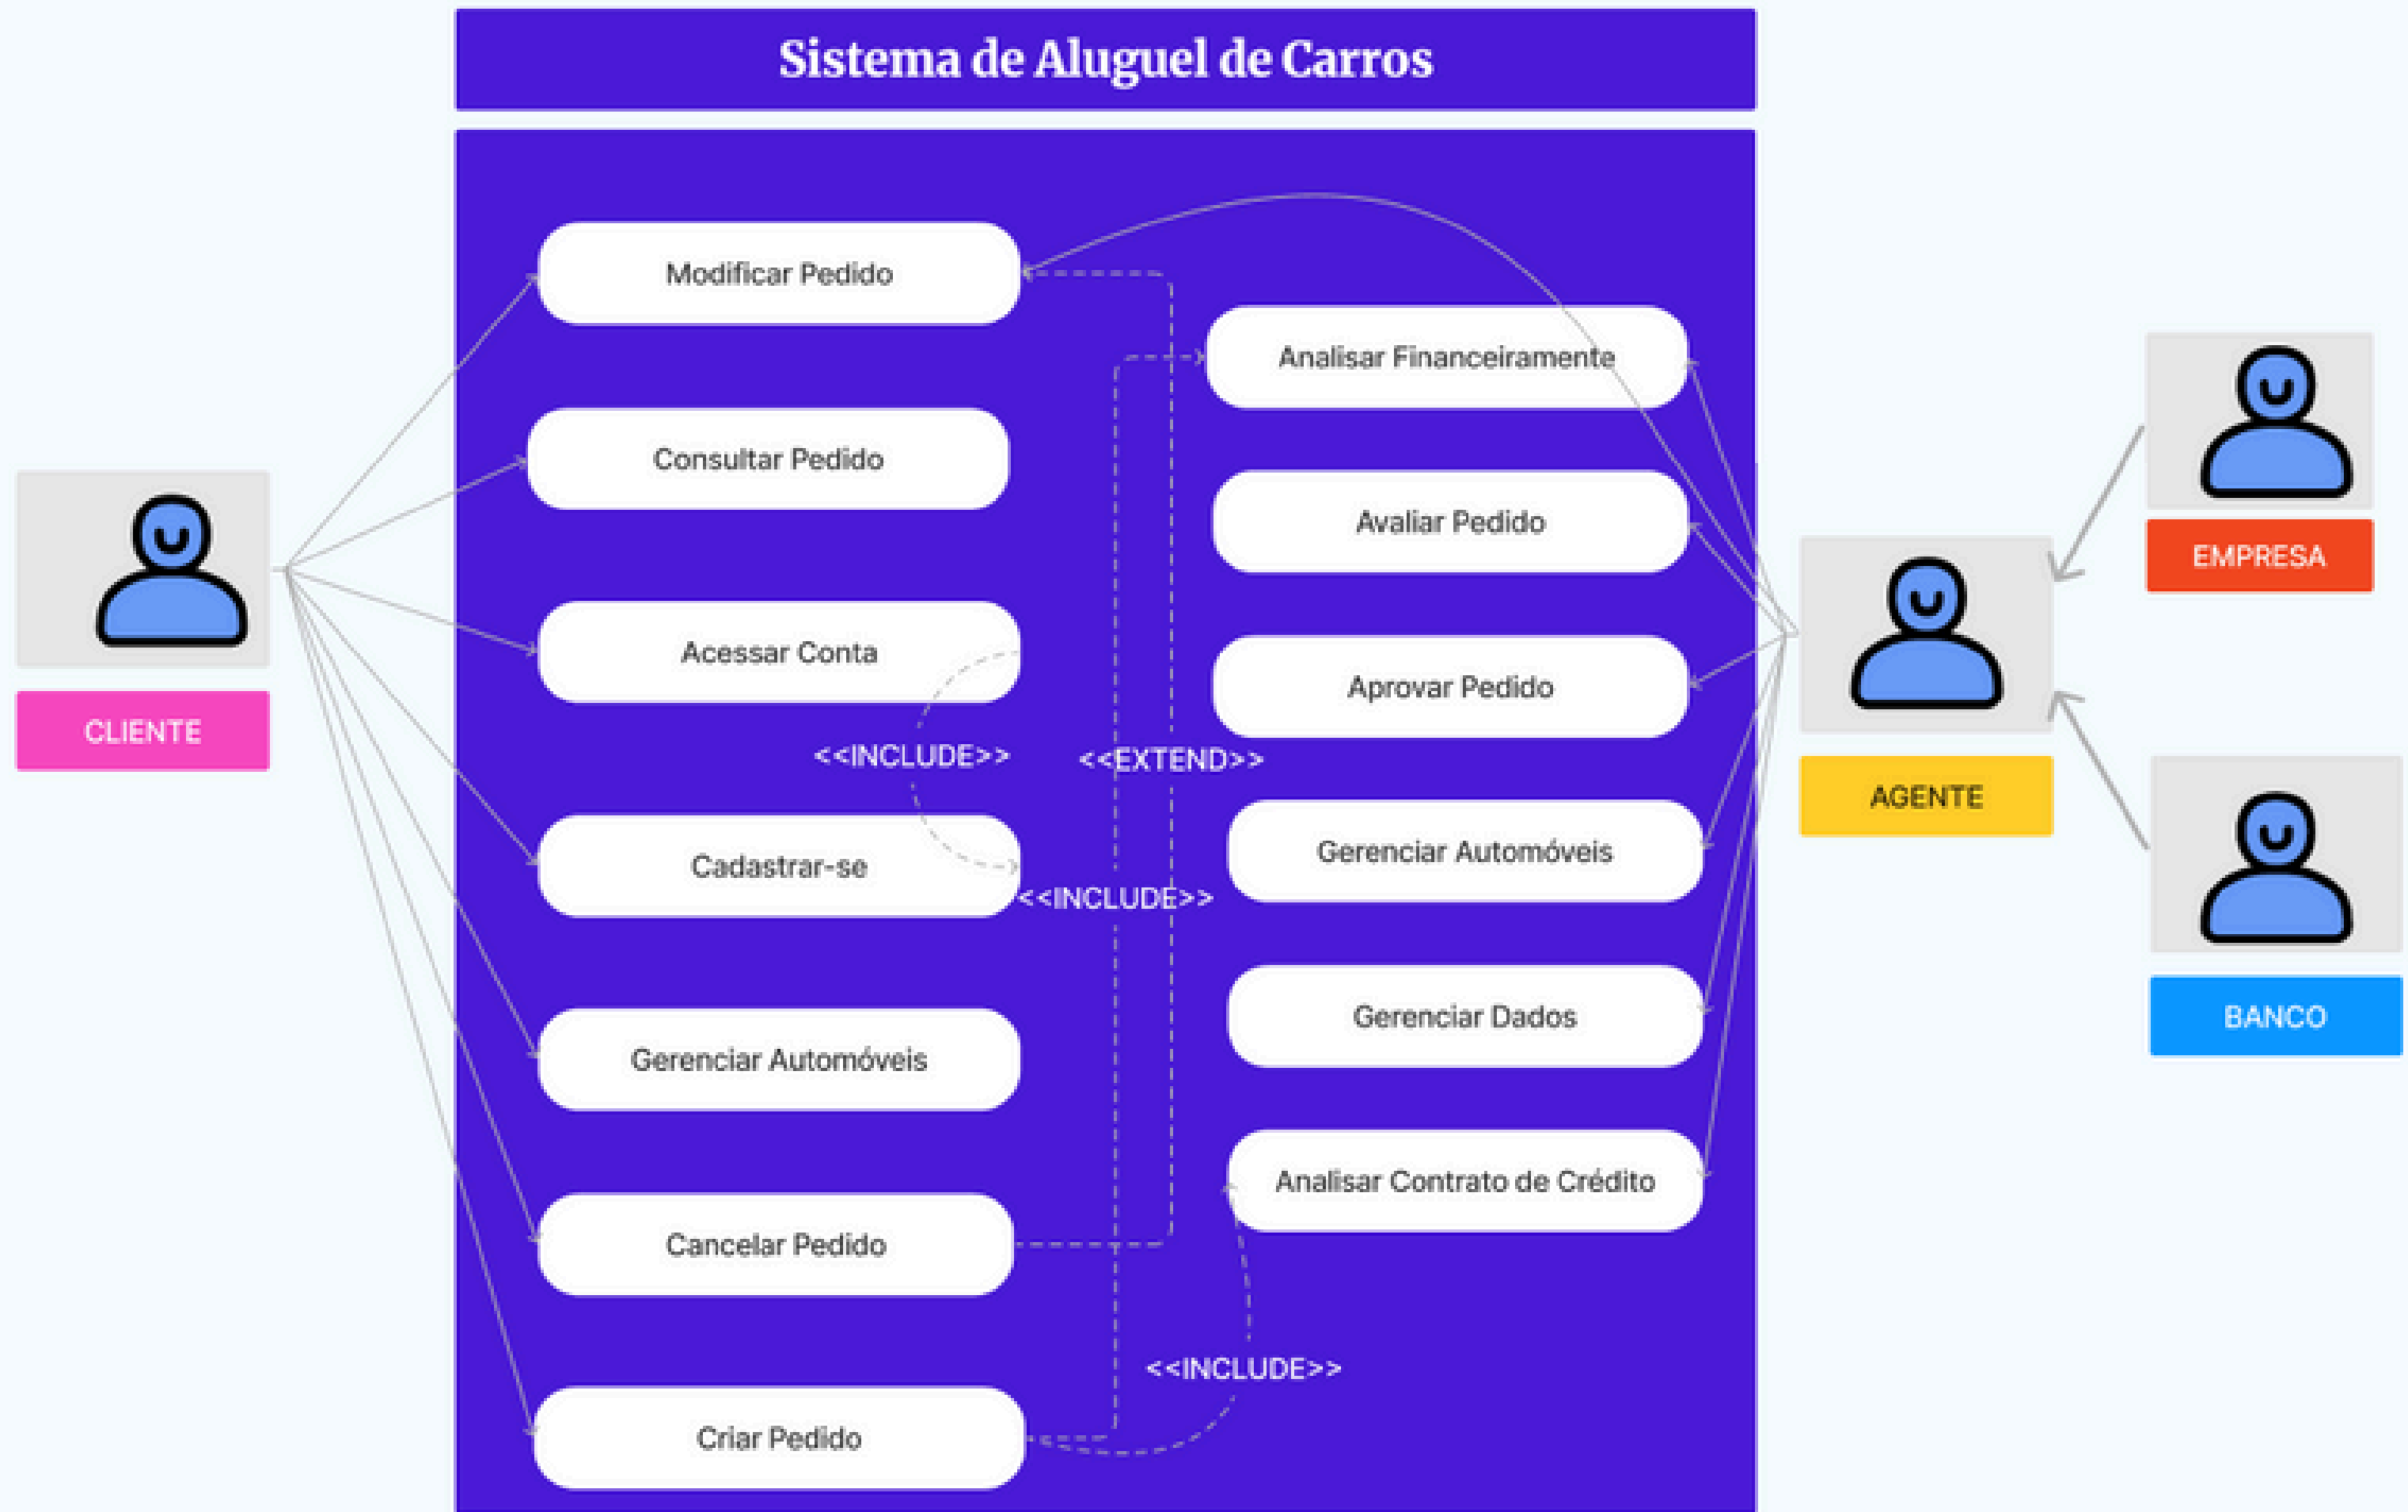 Sistema de Aluguel de Carros
Modificar Pedido
Analisar Financeiramente
Consultar Pedido
Avaliar Pedido
EMPRESA
Acessar Conta
Aprovar Pedido
CLIENTE
<<INCLUDE>>
<<EXTEND>>
AGENTE
Gerenciar Automóveis
Cadastrar-se
<<INCLUDE>>
Gerenciar Dados
BANCO
Gerenciar Automóveis
Analisar Contrato de Crédito
Cancelar Pedido
<<INCLUDE>>
Criar Pedido